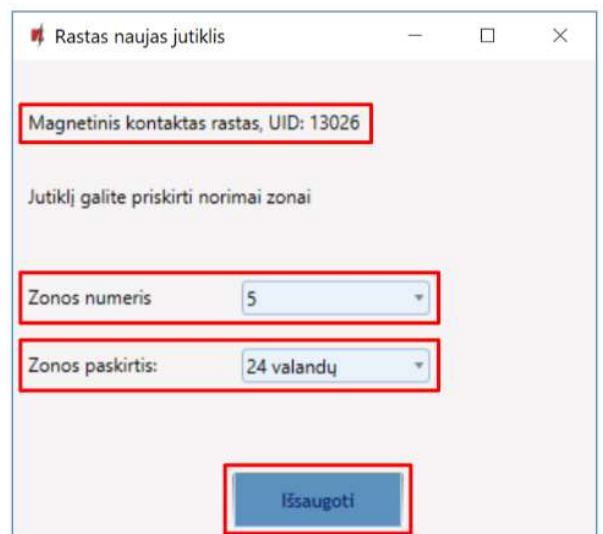 Rastas naujas jutiklis
Magnetinis kontaktas rastas, UID: 13026
Jutiklį galite priskirti norimai zonai
Zonos numeris 5
Zonos paskirtis: 24 valandų
Išsaugoti